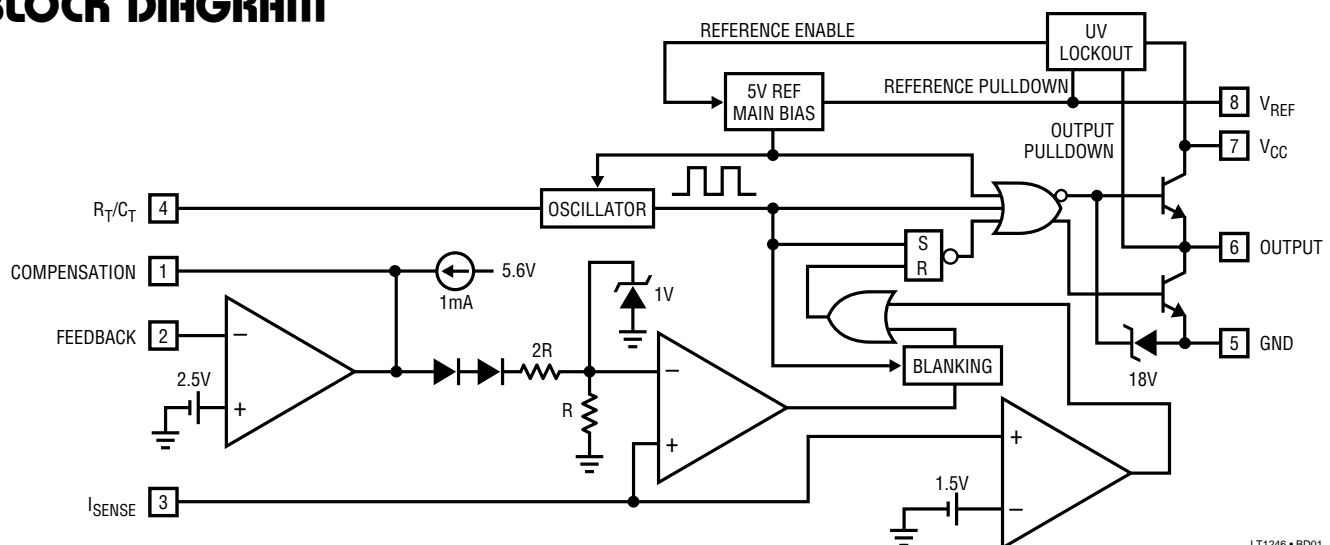 BLOCK DIAGRAM
REFERENCE ENABLE
UV
LOCKOUT
5V REF
MAIN BIAS
REFERENCE PULLDOWN
8 VREF
OUTPUT
PULLDOWN
7 VCC
RT/CT 4
OSCILLATOR
COMPENSATION 1
5.6V
1mA
S
R
6 OUTPUT
1V
FEEDBACK 2
–
2R
–
BLANKING
5 GND
18V
2.5V
+
R
+
+
1.5V
–
ISENSE 3
LT1246 • BD01